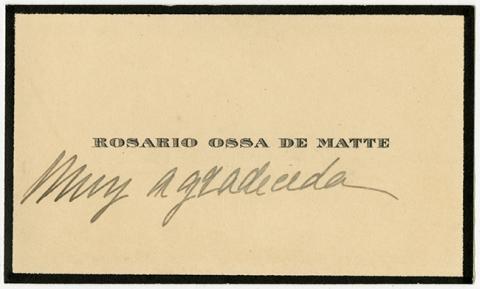 ROSARIO OSSA DE MATTE
Muy agradecida